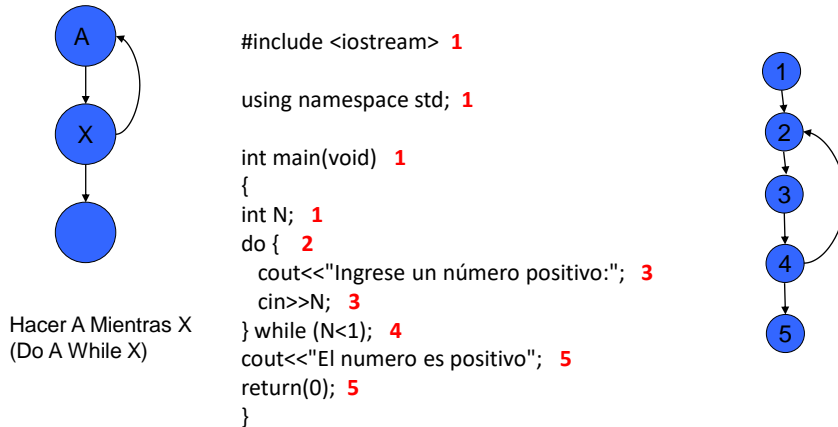 A
X
Hacer A Mientras X
(Do A While X)
#include <iostream> 1
using namespace std; 1
int main(void) 1
{
int N; 1
do { 2
cout<<"Ingrese un número positivo:"; 3
cin>>N; 3
} while (N<1); 4
cout<<"El numero es positivo"; 5
return(0); 5
}
1
2
3
4
5